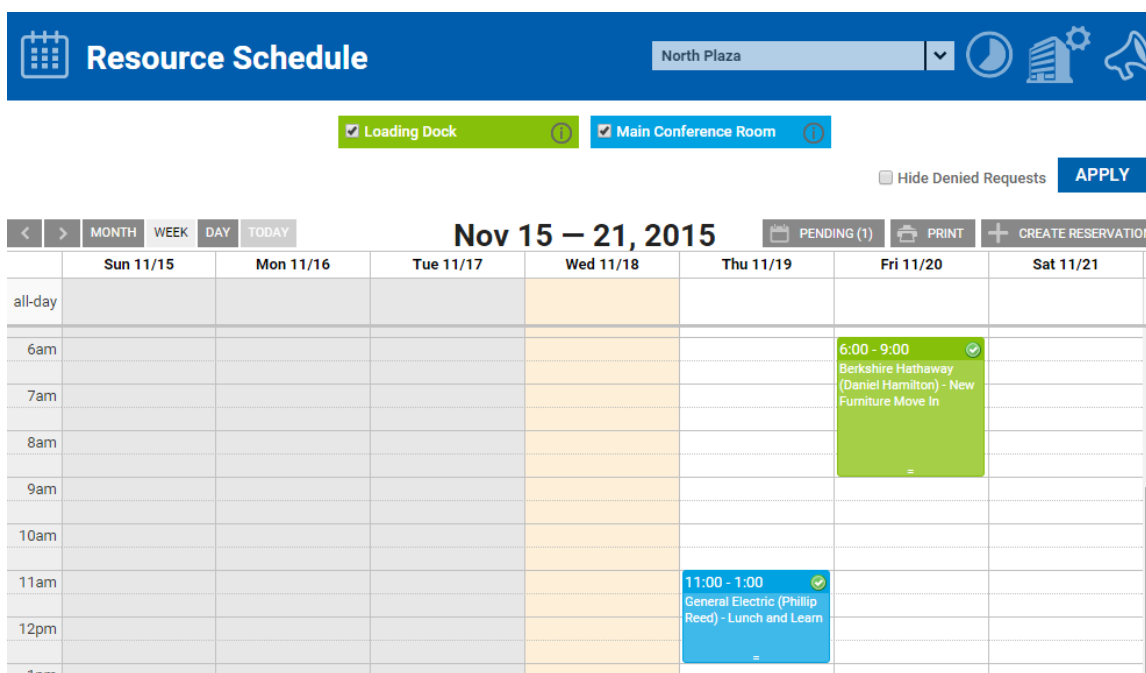 Resource Schedule
North Plaza
Loading Dock
Main Conference Room
Hide Denied Requests
APPLY
MONTH WEEK DAY TODAY
Nov 15 — 21, 2015
PENDING (1)
PRINT
CREATE RESERVATION
Sun 11/15 Mon 11/16 Tue 11/17 Wed 11/18 Thu 11/19 Fri 11/20 Sat 11/21
all-day
6am
6:00 - 9:00
Berkshire Hathaway
(Daniel Hamilton) - New
Furniture Move In
7am
8am
9am
10am
11am
11:00 - 1:00
General Electric (Phillip
Reed) - Lunch and Learn
12pm
1pm